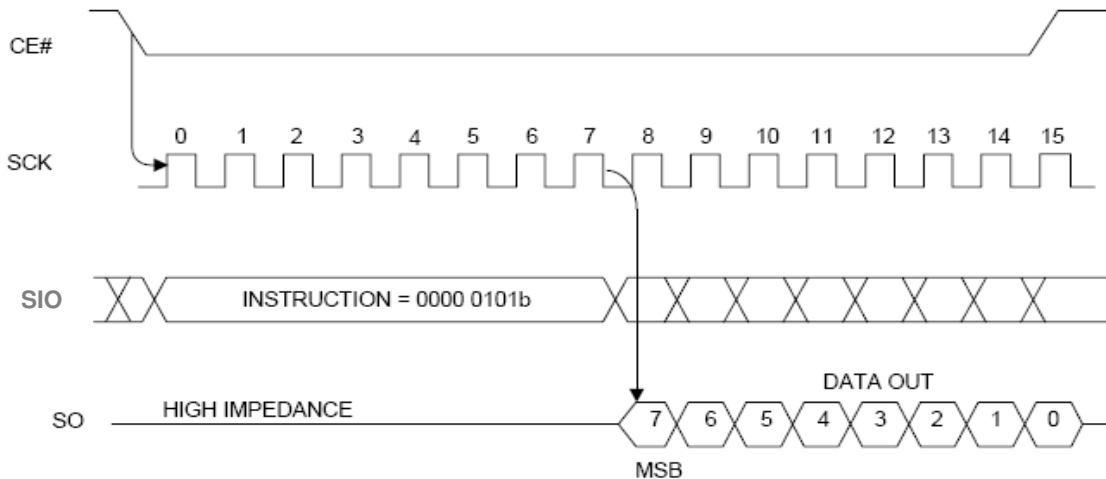 CE#
0 1 2 3 4 5 6 7 8 9 10 11 12 13 14 15
SCK
SIO
INSTRUCTION = 0000 0101b
DATA OUT
SO
HIGH IMPEDANCE
7 6 5 4 3 2 1 0
MSB